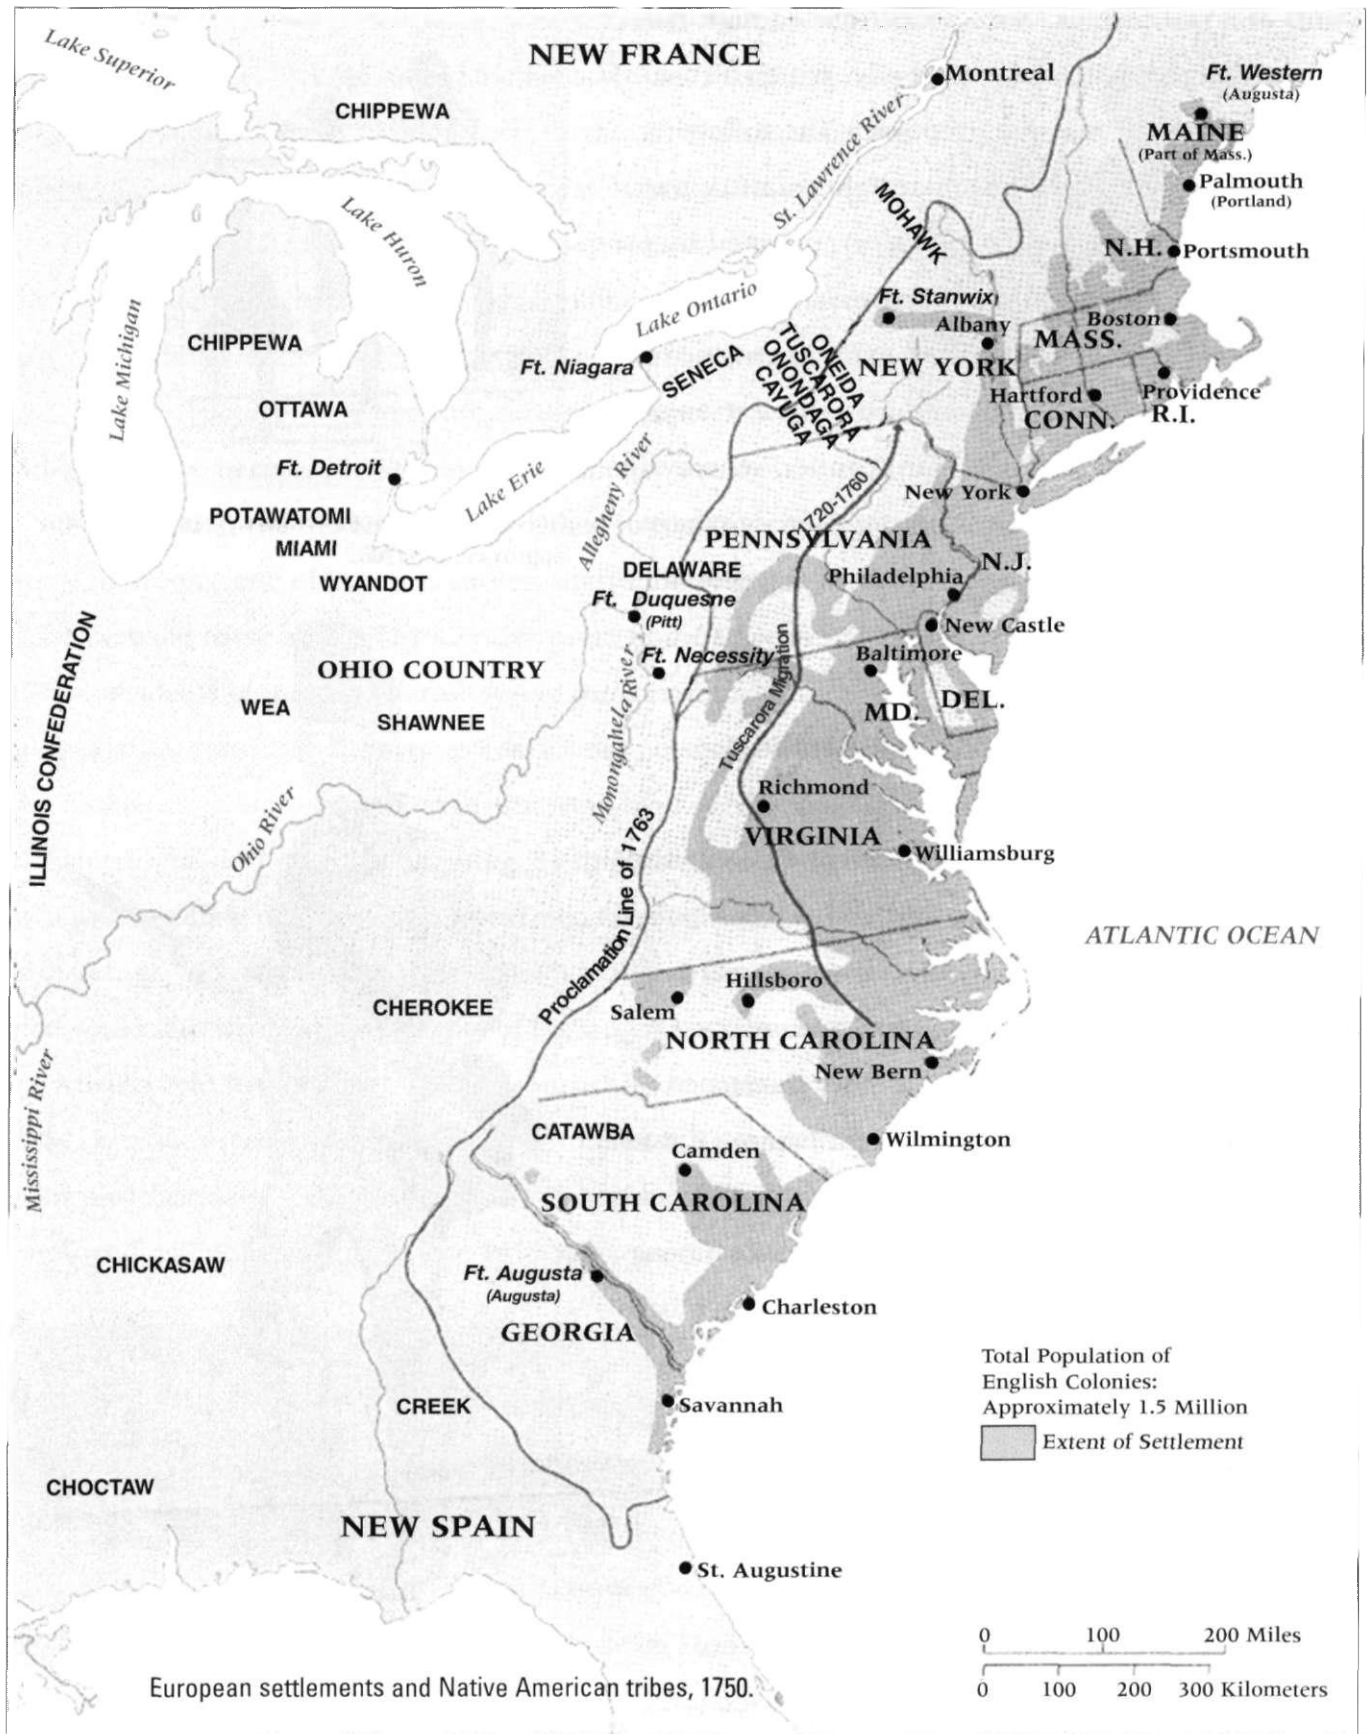 NEW FRANCE
Lake Superior
Montreal
Ft. Western
(Augusta)
CHIPPEWA
MAINE
(Part of Mass.)
St. Lawrence River
Palmouth
(Portland)
Lake Huron
MOHAWK
N.H.
Portsmouth
Lake Michigan
Lake Ontario
Ft. Stanwix
Albany
Boston
MASS.
CHIPPEWA
Ft. Niagara
SENECA
ONEIDA
TUSCARORA
ONONDAGA
CAYUGA
NEW YORK
Hartford
CONN.
Providence
R.I.
OTTAWA
Ft. Detroit
Lake Erie
Allegheny River
New York
1720-1760
POTAWATOMI
MIAMI
WYANDOT
PENNSYLVANIA
DELAWARE
Philadelphia
N.J.
Ft. Duquesne
(Pitt)
New Castle
Ft. Necessity
Baltimore
ILLINOIS CONFEDERATION
OHIO COUNTRY
WEA
SHAWNEE
Monongahela River
Tuscarora Migration
MD.
DEL.
Ohio River
Richmond
VIRGINIA
Williamsburg
Proclamation Line of 1763
ATLANTIC OCEAN
CHEROKEE
Salem
Hillsboro
NORTH CAROLINA
New Bern
Mississippi River
CATAWBA
Camden
Wilmington
SOUTH CAROLINA
CHICKASAW
Ft. Augusta
(Augusta)
Charleston
GEORGIA
CREEK
Savannah
Total Population of
English Colonies:
Approximately 1.5 Million
Extent of Settlement
CHOCTAW
NEW SPAIN
St. Augustine
0 100 200 Miles
0 100 200 300 Kilometers
European settlements and Native American tribes, 1750.